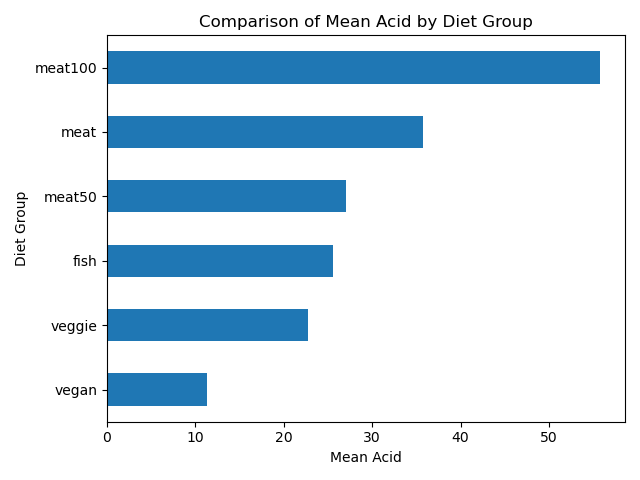 Comparison of Mean Acid by Diet Group
meat100
meat
meat50
fish
veggie
vegan
Diet Group
0 10 20 30 40 50
Mean Acid